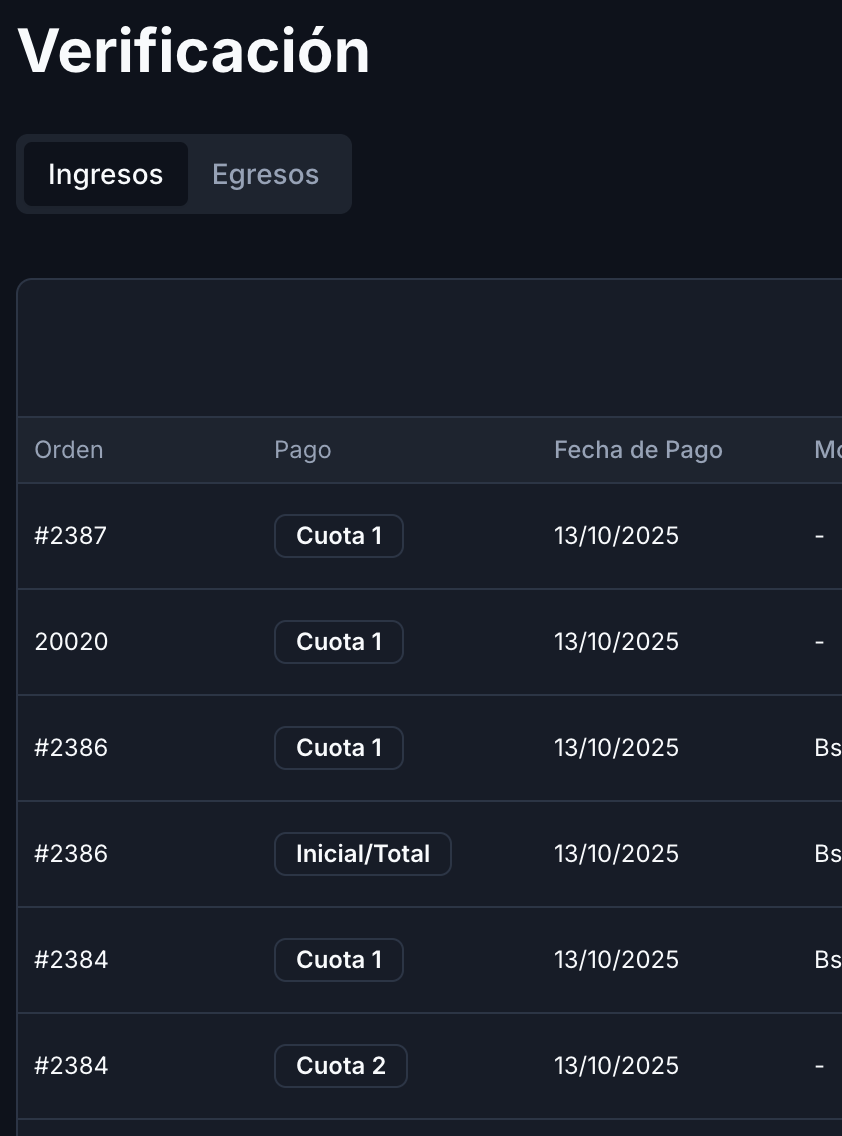 Verificación
Ingresos Egresos
Orden Pago Fecha de Pago
#2387 Cuota 1 13/10/2025 -
20020 Cuota 1 13/10/2025 -
#2386 Cuota 1 13/10/2025 Bs
#2386 Inicial/Total 13/10/2025 Bs
#2384 Cuota 1 13/10/2025 Bs
#2384 Cuota 2 13/10/2025 -